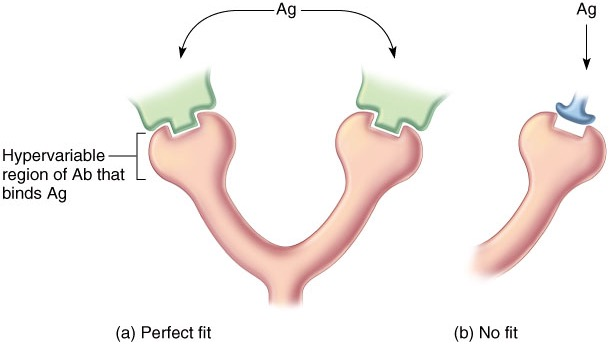 Ag
Ag
Hypervariable
region of Ab that
binds Ag
(a) Perfect fit
(b) No fit